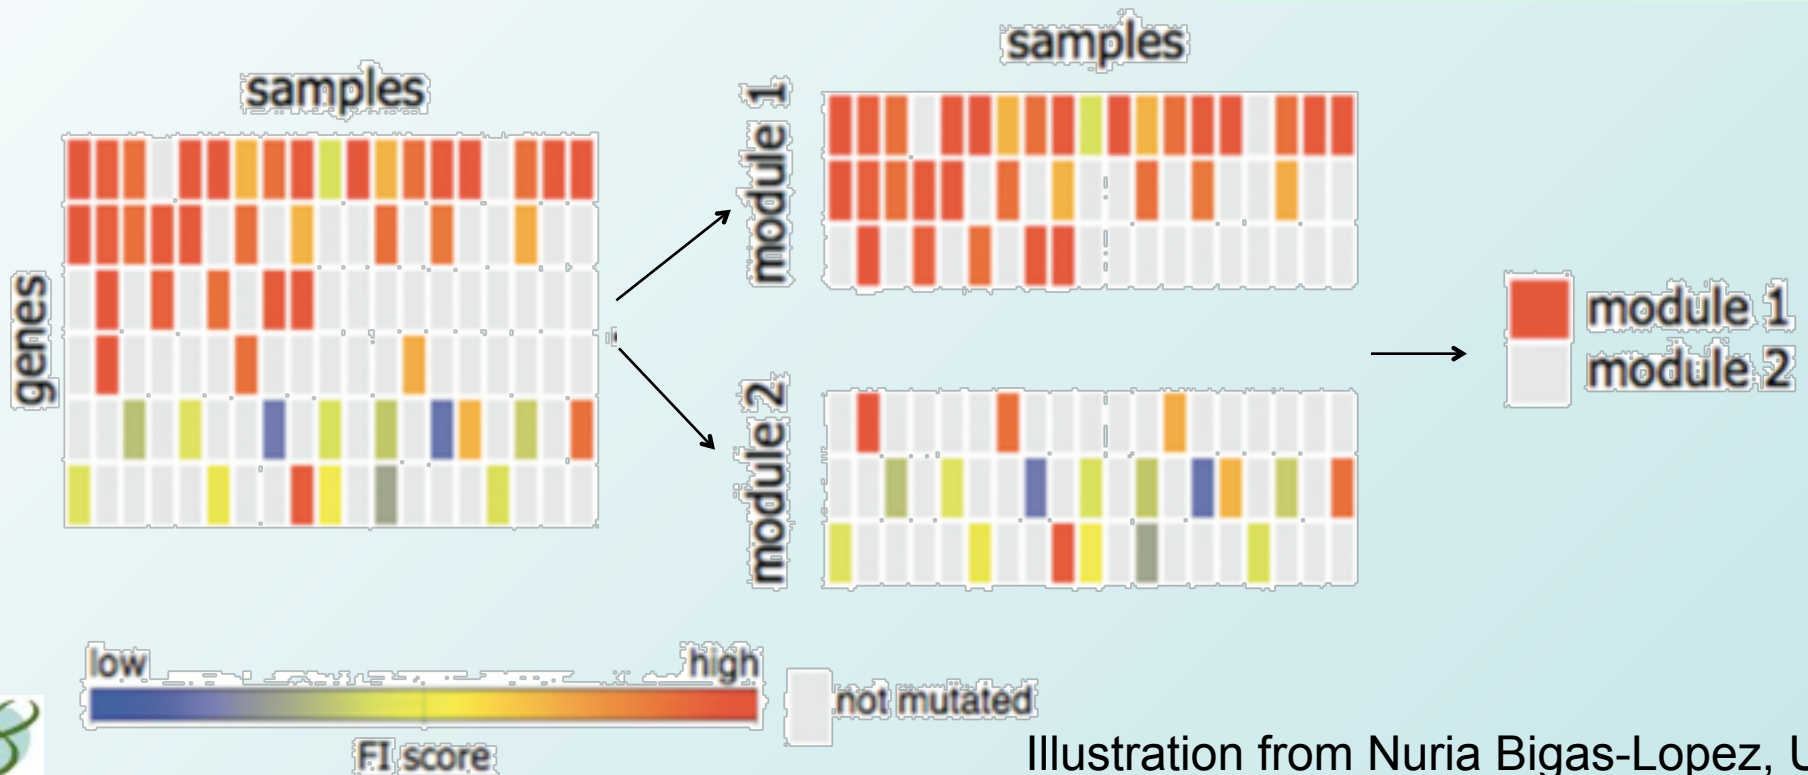 samples
genes
samples
module 1
module 2
module 1
module 2
low
high
not mutated
FI score
Illustration from Nuria Bigas-Lopez, U